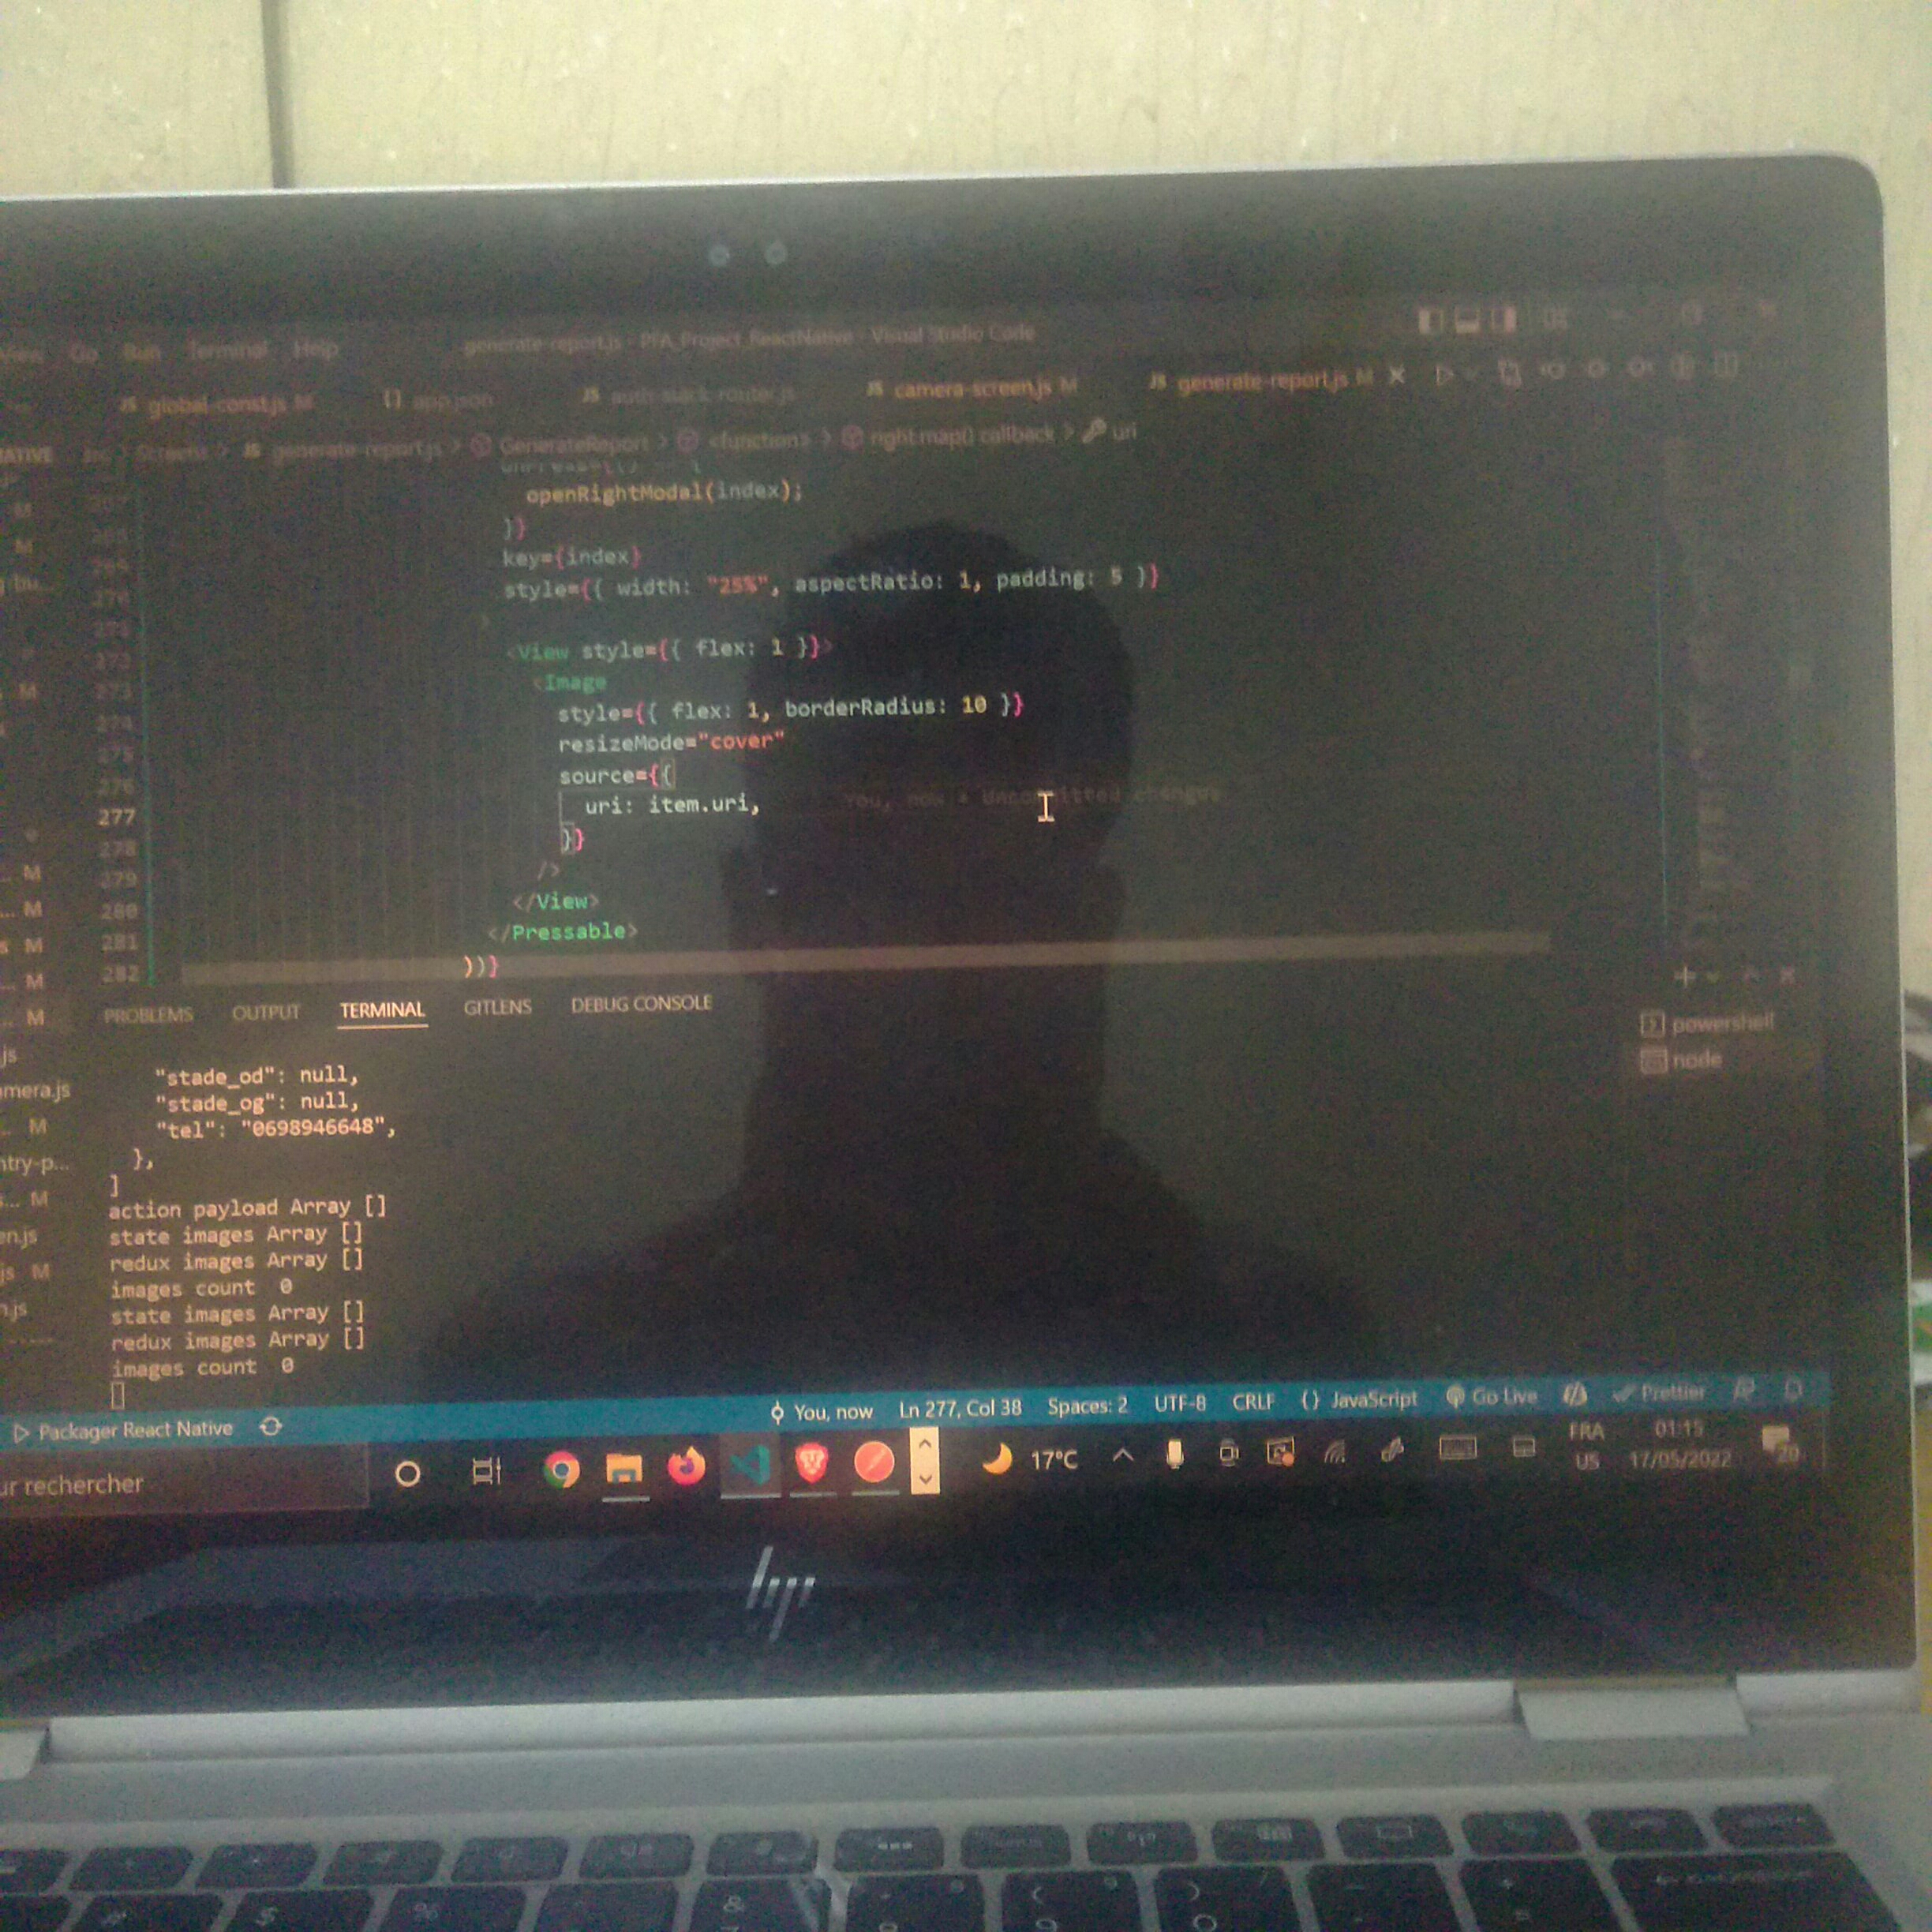 View Go Run Terminal Help generate-report.js - PFA_Project_ReactNative - Visual Studio Code
JS global-const.js M {} app.json JS auth-stack-router.js JS camera-screen.js M JS generate-report.js M
ATIVE src > Screens > JS generate-report.js > GenerateReport > <function> > right.map() callback > uri
openRightModal(index);
}}
key={index}
style={{ width: "25%", aspectRatio: 1, padding: 5 }}
>
<View style={{ flex: 1 }}>
<Image
style={{ flex: 1, borderRadius: 10 }}
resizeMode="cover"
source={{
277 uri: item.uri, You, now • Uncommitted changes
278 }}
279 />
280 </View>
281 </Pressable>
282 ))}
PROBLEMS OUTPUT TERMINAL GITLENS DEBUG CONSOLE
powershell
node
"stade_od": null,
"stade_og": null,
"tel": "0698946648",
},
]
action payload Array []
state images Array []
redux images Array []
images count 0
state images Array []
redux images Array []
images count 0
Packager React Native You, now Ln 277, Col 38 Spaces: 2 UTF-8 CRLF {} JavaScript Go Live Prettier
ur rechercher 17°C FRA 01:15
US 17/05/2022 20
hp